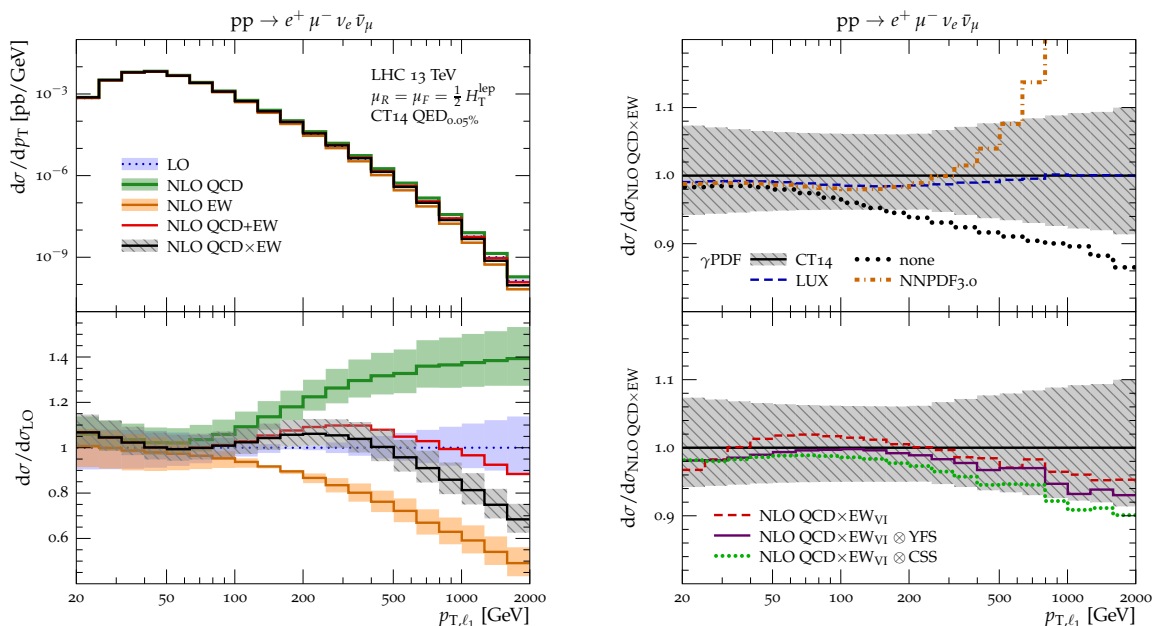 pp → e⁺ μ⁻ νₑ ν̄_μ
dσ/dp_T [pb/GeV]
10⁻³
10⁻⁶
10⁻⁹
LHC 13 TeV
μ_R = μ_F = ½ H_T^lep
CT14 QED₀.₀₅%
LO
NLO QCD
NLO EW
NLO QCD+EW
NLO QCD×EW
dσ/dσ_LO
1.4
1.2
1
0.8
0.6
20 50 100 200 500 1000 2000
p_T,ℓ₁ [GeV]
pp → e⁺ μ⁻ νₑ ν̄_μ
dσ/dσ_NLO QCD×EW
1.1
1.0
0.9
γPDF CT14 none
LUX NNPDF3.0
dσ/dσ_NLO QCD×EW
1.1
1.0
0.9
NLO QCD×EW_VI
NLO QCD×EW_VI ⊗ YFS
NLO QCD×EW_VI ⊗ CSS
20 50 100 200 500 1000 2000
p_T,ℓ₁ [GeV]